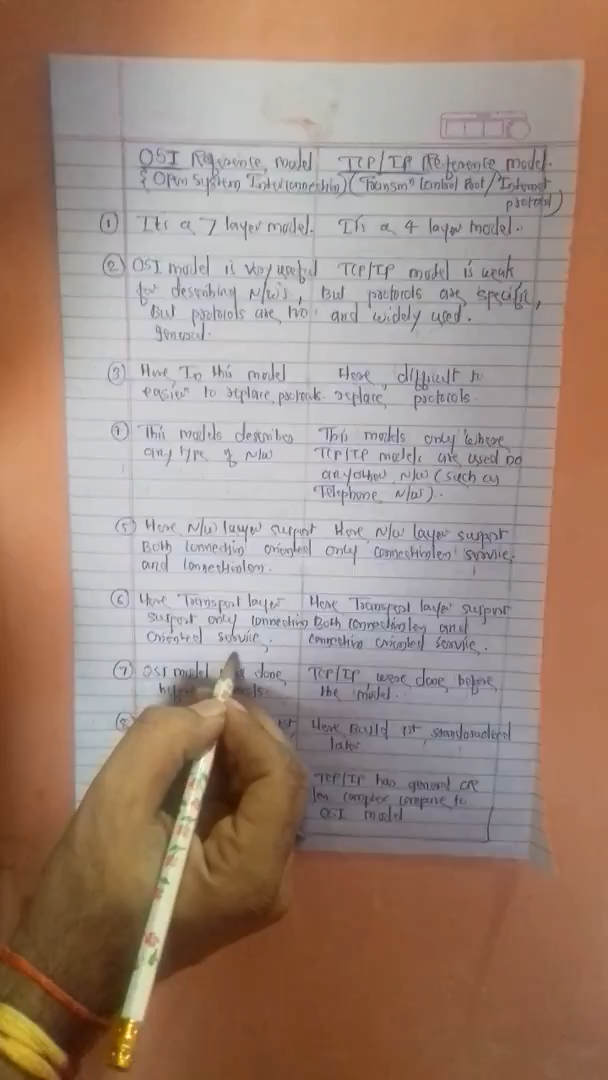 OSI Reference model TCP/IP Reference model.
{ Open System Interconnection) (Transmn Control Prot/Internet
protocol)
① It's a 7 layer model. It's a 4 layer model.
② OSI model is very useful TCP/IP model is weak
for describing N/w's, But protocols are specific,
But protocols are too and widely used.
general.
③ Here In this model Here, difficult to
easier to replace protocols. replace protocols.
④ This models describes This models only where
any type of N/w TCP/IP models are used no
any other N/w (such as
Telephone N/w).
⑤ Here N/w layer support Here N/w layer support
Both connection oriented only connectionless service.
and connectionless.
⑥ Here Transport layer Here Transport layer support
support only connection Both connectionless and
oriented service, connection oriented service.
⑦ OSI model done, TCP/IP were done before
the model.
1st, Here Build 1st, standardized
later
TCP/IP has general
less complex compare to
OSI model